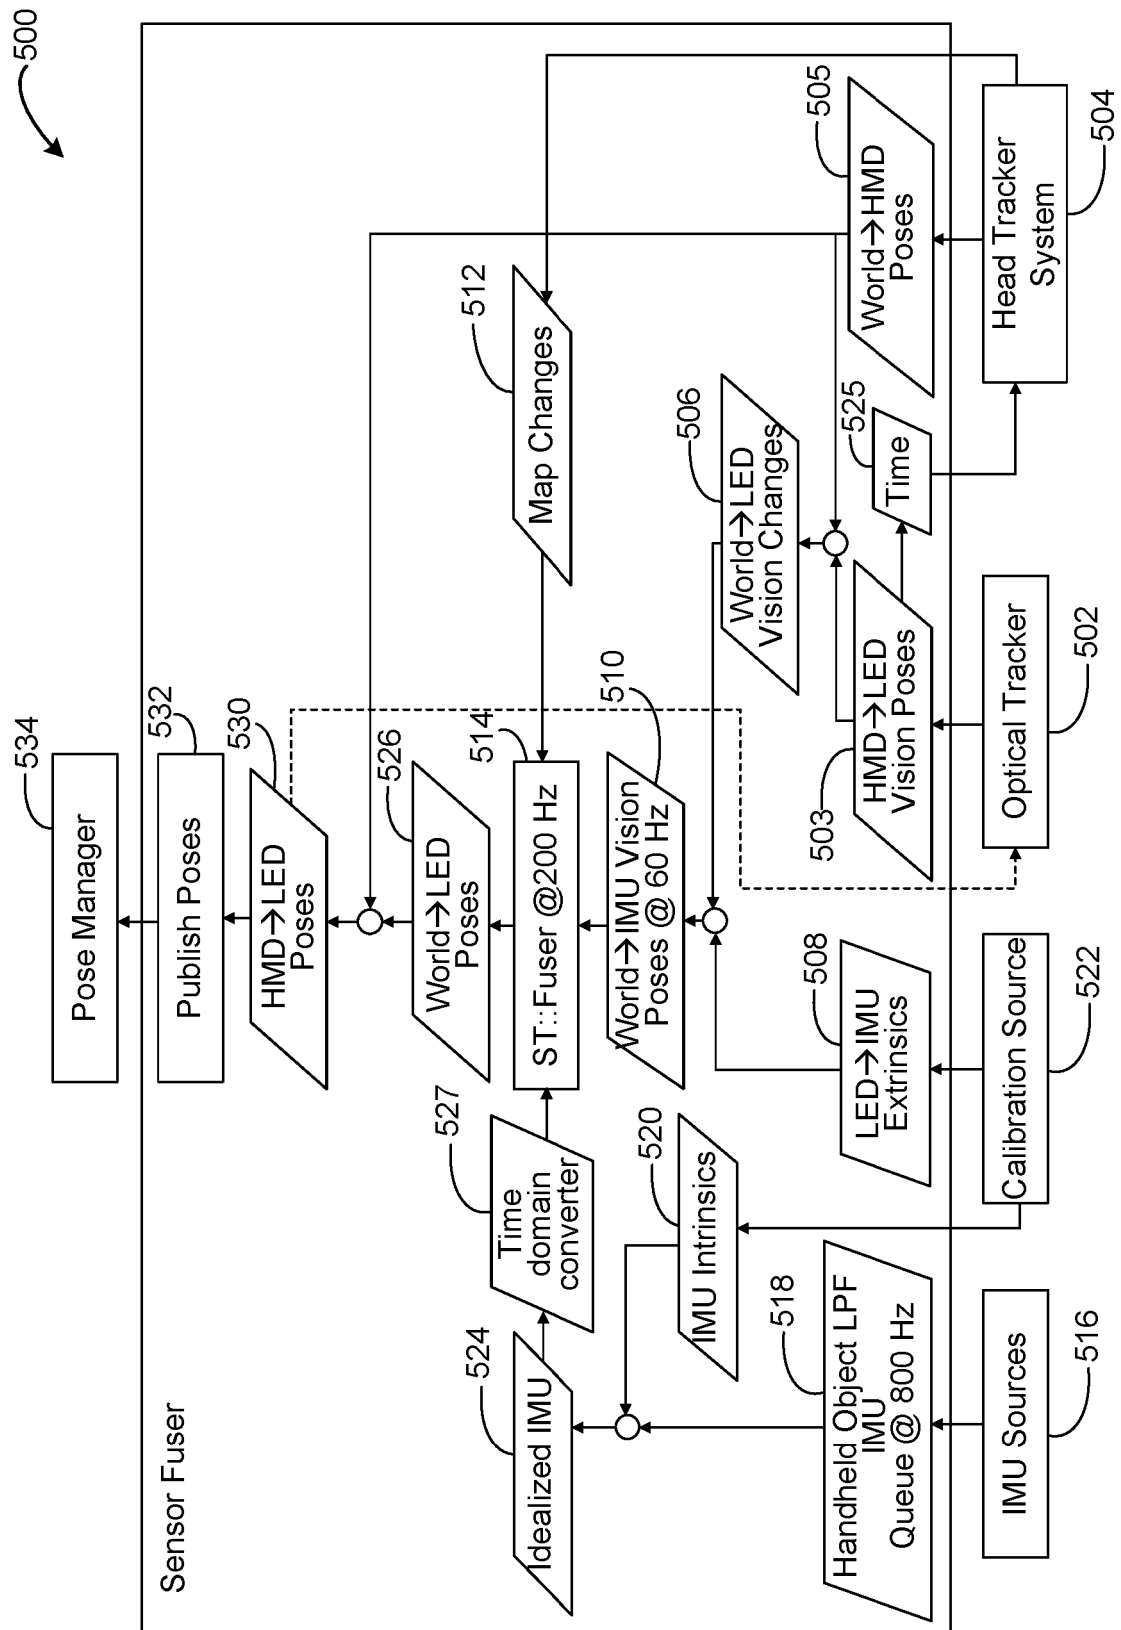 500
Sensor Fuser
Pose Manager
534
Publish Poses
532
HMD→LED
Poses
530
World→LED
Poses
526
ST::Fuser @200 Hz
514
Time
domain
converter
527
Idealized IMU
524
Map Changes
512
World→IMU Vision
Poses @ 60 Hz
510
IMU Intrinsics
520
World→LED
Vision Changes
506
Handheld Object LPF
IMU
Queue @ 800 Hz
518
LED→IMU
Extrinsics
508
HMD→LED
Vision Poses
503
Time
525
World→HMD
Poses
505
IMU Sources
516
Calibration Source
522
Optical Tracker
502
Head Tracker
System
504